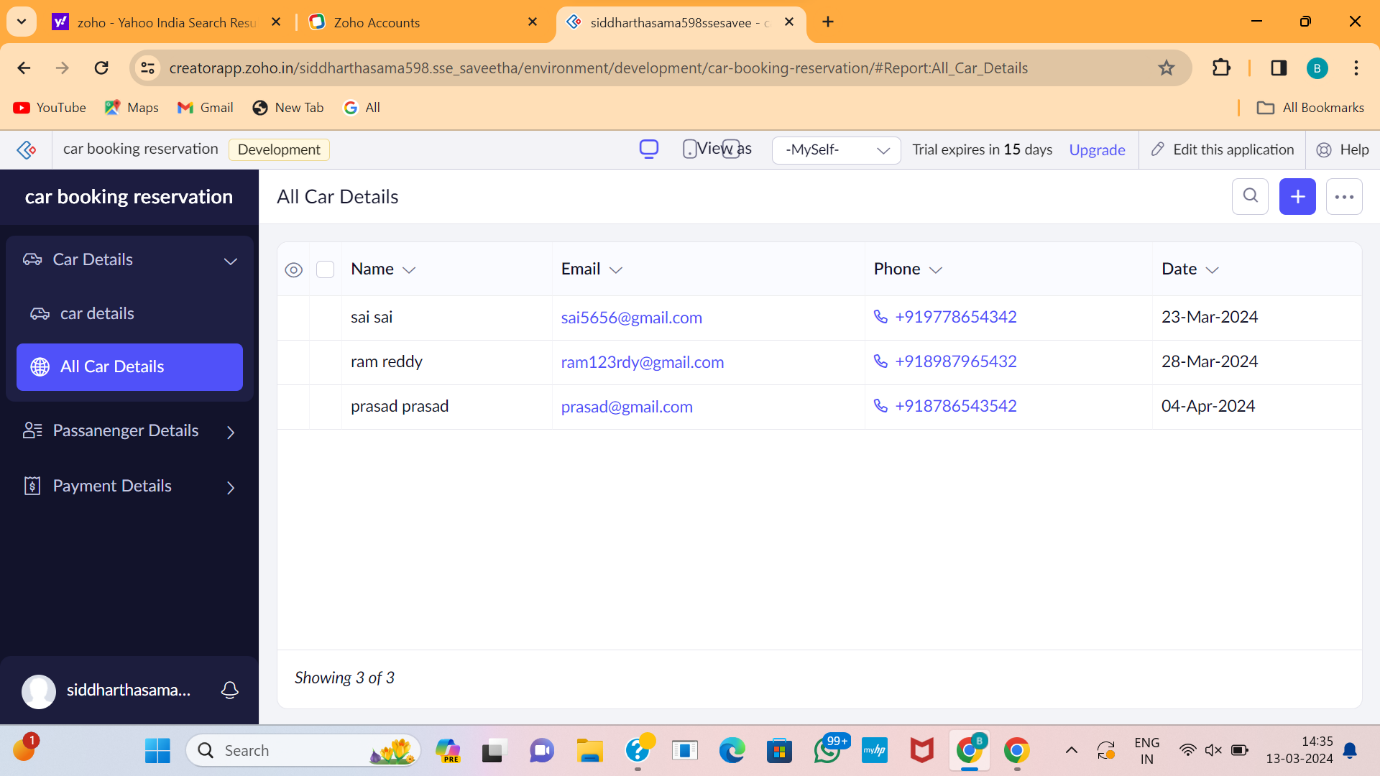 zoho - Yahoo India Search Resu
Zoho Accounts
siddharthasama598ssesavee - c
creatorapp.zoho.in/siddharthasama598.sse_saveetha/environment/development/car-booking-reservation/#Report:All_Car_Details
B
YouTube
Maps
Gmail
New Tab
All
All Bookmarks
car booking reservation
Development
View as
-MySelf-
Trial expires in 15 days
Upgrade
Edit this application
Help
car booking reservation
All Car Details
Car Details
car details
All Car Details
Passanenger Details
Payment Details
Name Email Phone Date
sai sai sai5656@gmail.com +919778654342 23-Mar-2024
ram reddy ram123rdy@gmail.com +918987965432 28-Mar-2024
prasad prasad prasad@gmail.com +918786543542 04-Apr-2024
Showing 3 of 3
siddharthasama...
1
Search
PRE
99+
myhp
B
ENG
IN
14:35
13-03-2024